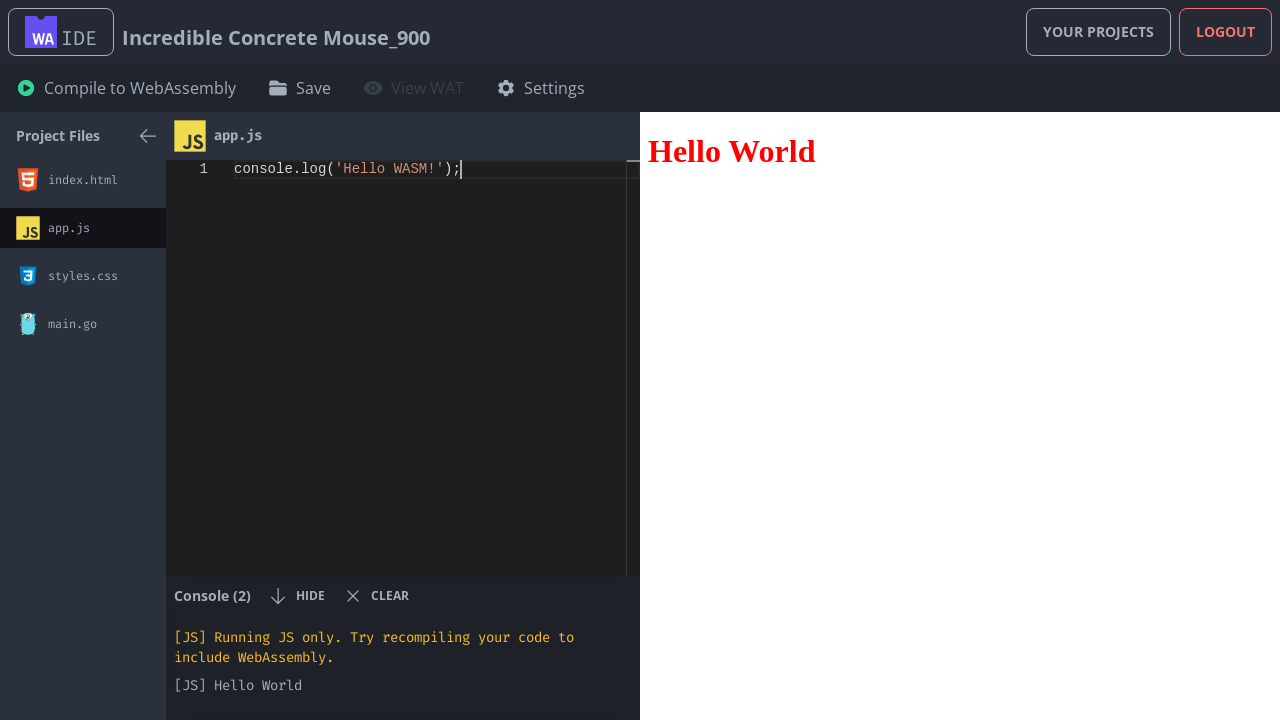 WA IDE
Incredible Concrete Mouse_900
YOUR PROJECTS
LOGOUT
Compile to WebAssembly
Save
View WAT
Settings
Project Files
JS app.js
index.html
JS app.js
styles.css
main.go
1 console.log('Hello WASM!');
Hello World
Console (2)
HIDE
CLEAR
[JS] Running JS only. Try recompiling your code to
include WebAssembly.
[JS] Hello World